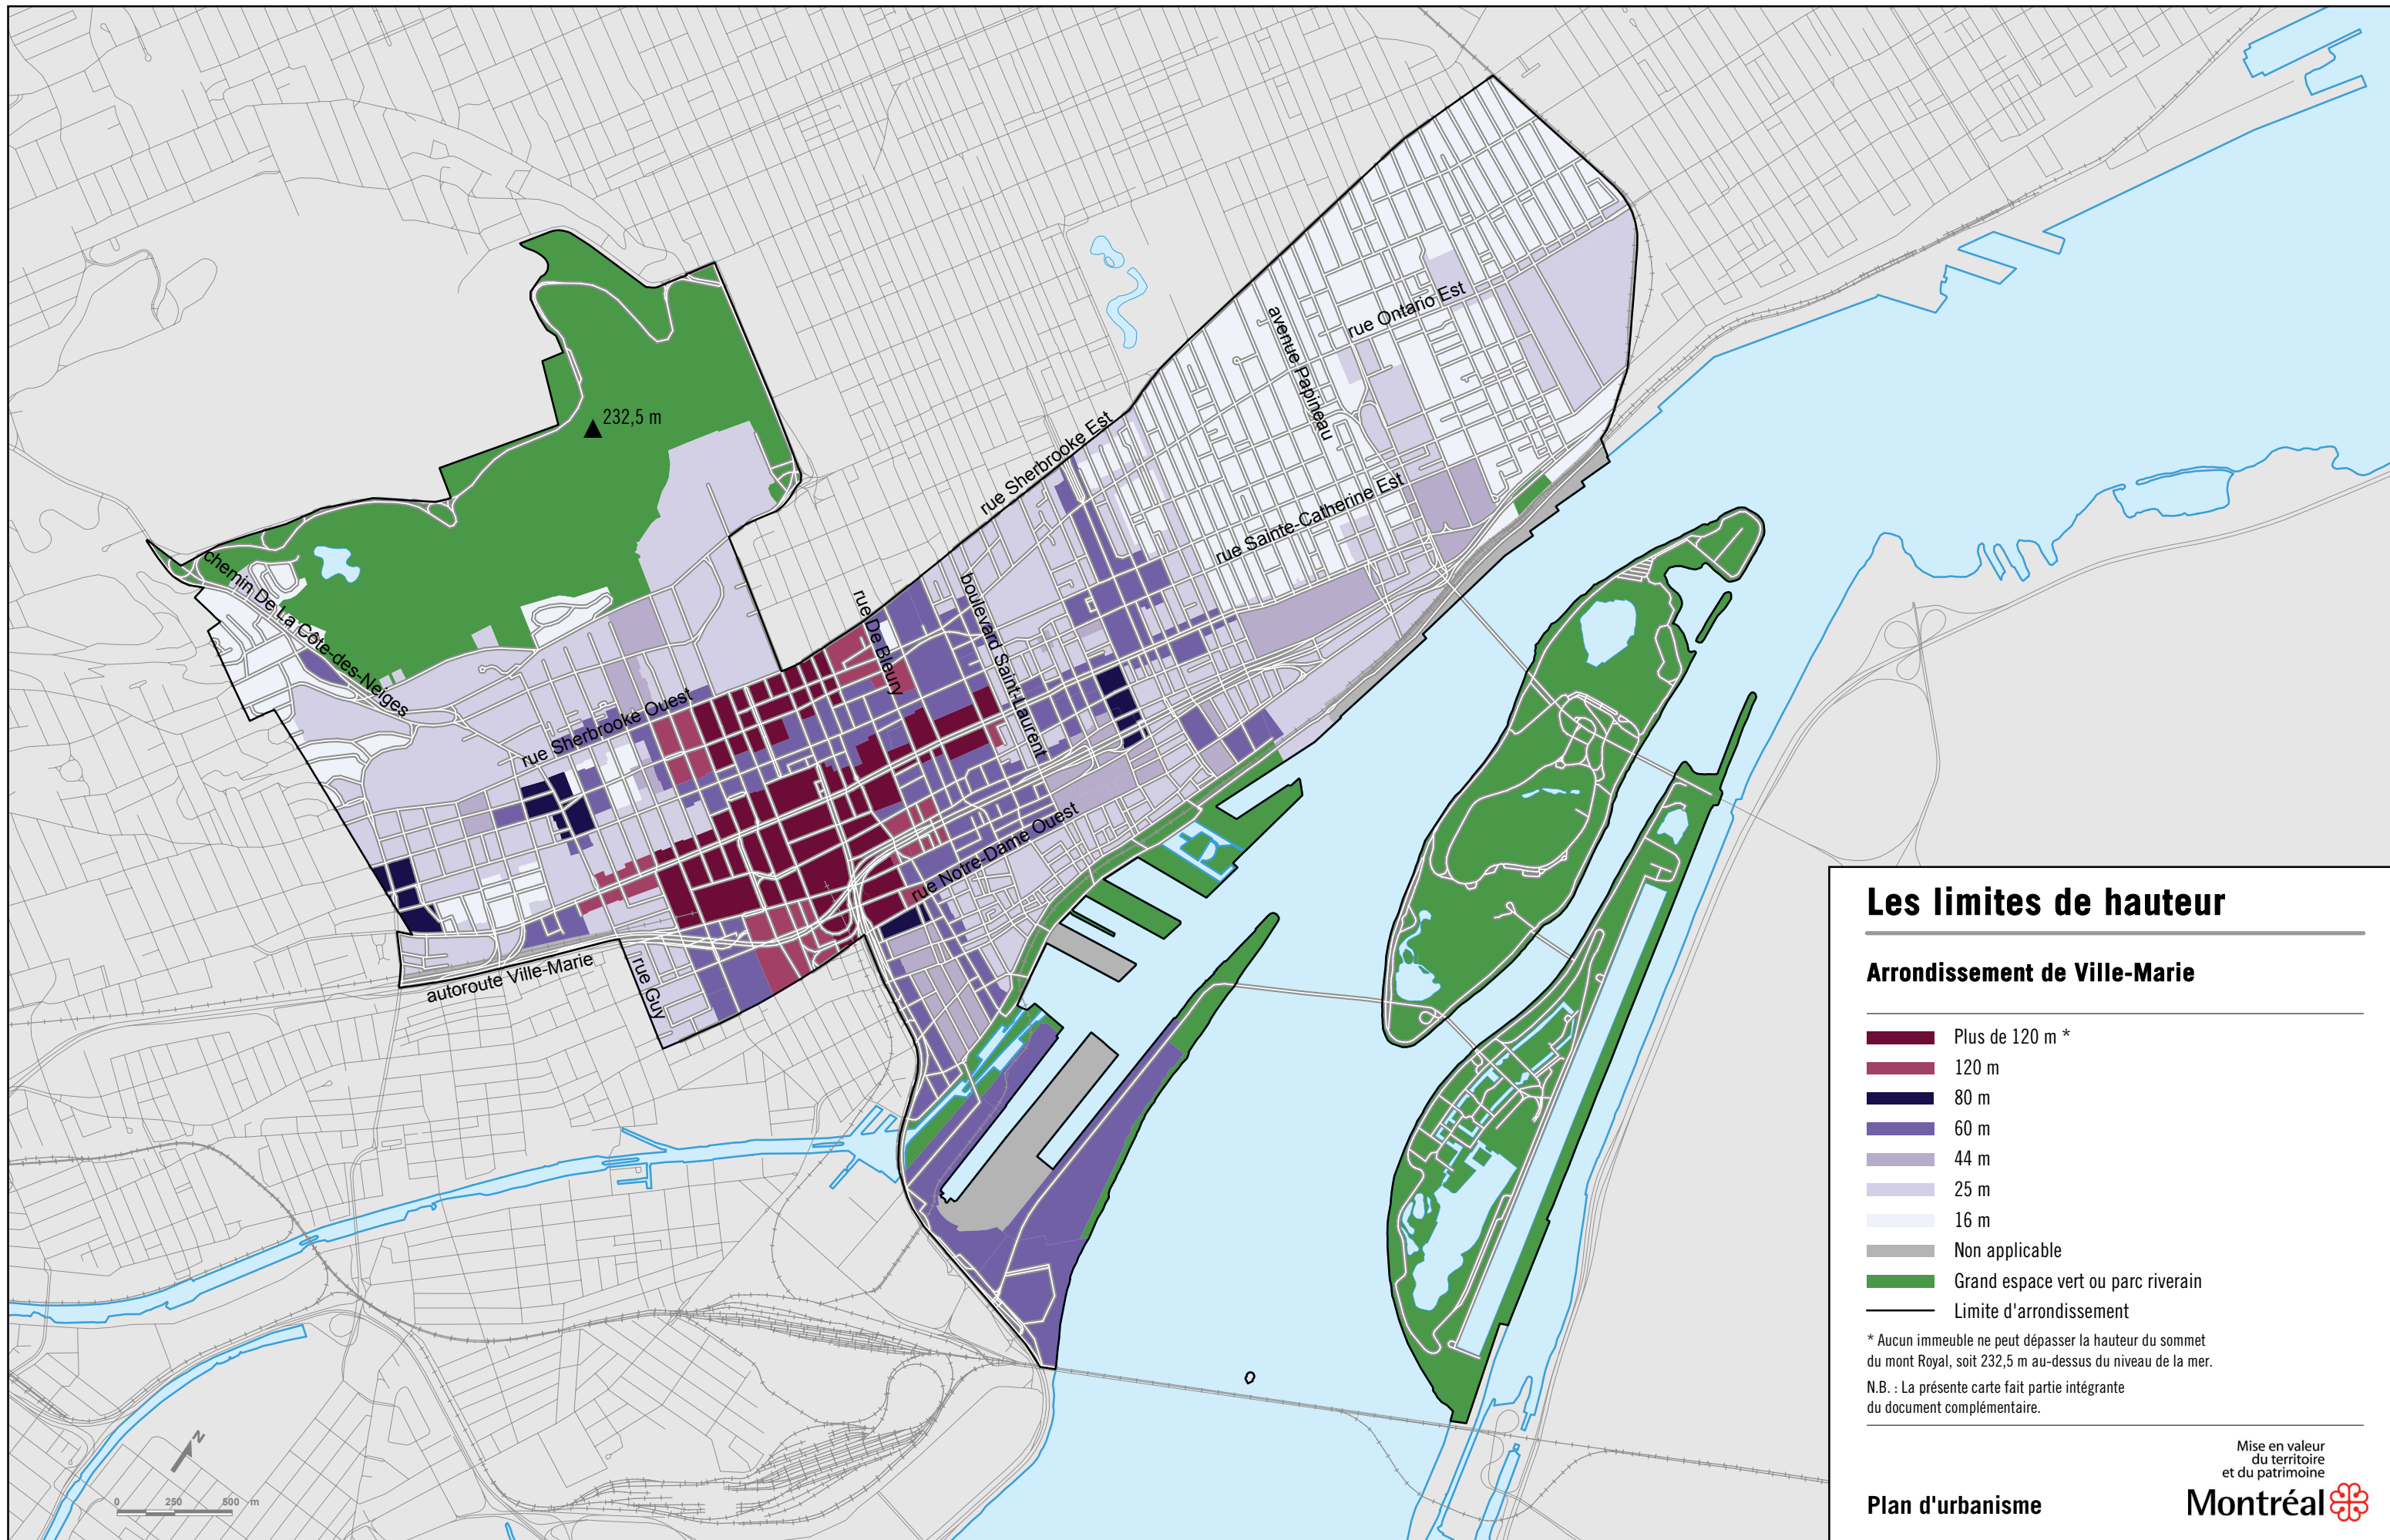 232,5 m
rue Ontario Est
avenue Papineau
rue Sherbrooke Est
rue Sainte-Catherine Est
chemin De La Côte-des-Neiges
rue De Bleury
boulevard Saint-Laurent
rue Sherbrooke Ouest
rue Notre-Dame Ouest
autoroute Ville-Marie
rue Guy
N
0 250 500 m
Les limites de hauteur
Arrondissement de Ville-Marie
Plus de 120 m *
120 m
80 m
60 m
44 m
25 m
16 m
Non applicable
Grand espace vert ou parc riverain
Limite d'arrondissement
* Aucun immeuble ne peut dépasser la hauteur du sommet
du mont Royal, soit 232,5 m au-dessus du niveau de la mer.
N.B. : La présente carte fait partie intégrante
du document complémentaire.
Mise en valeur
du territoire
et du patrimoine
Plan d'urbanisme
Montréal